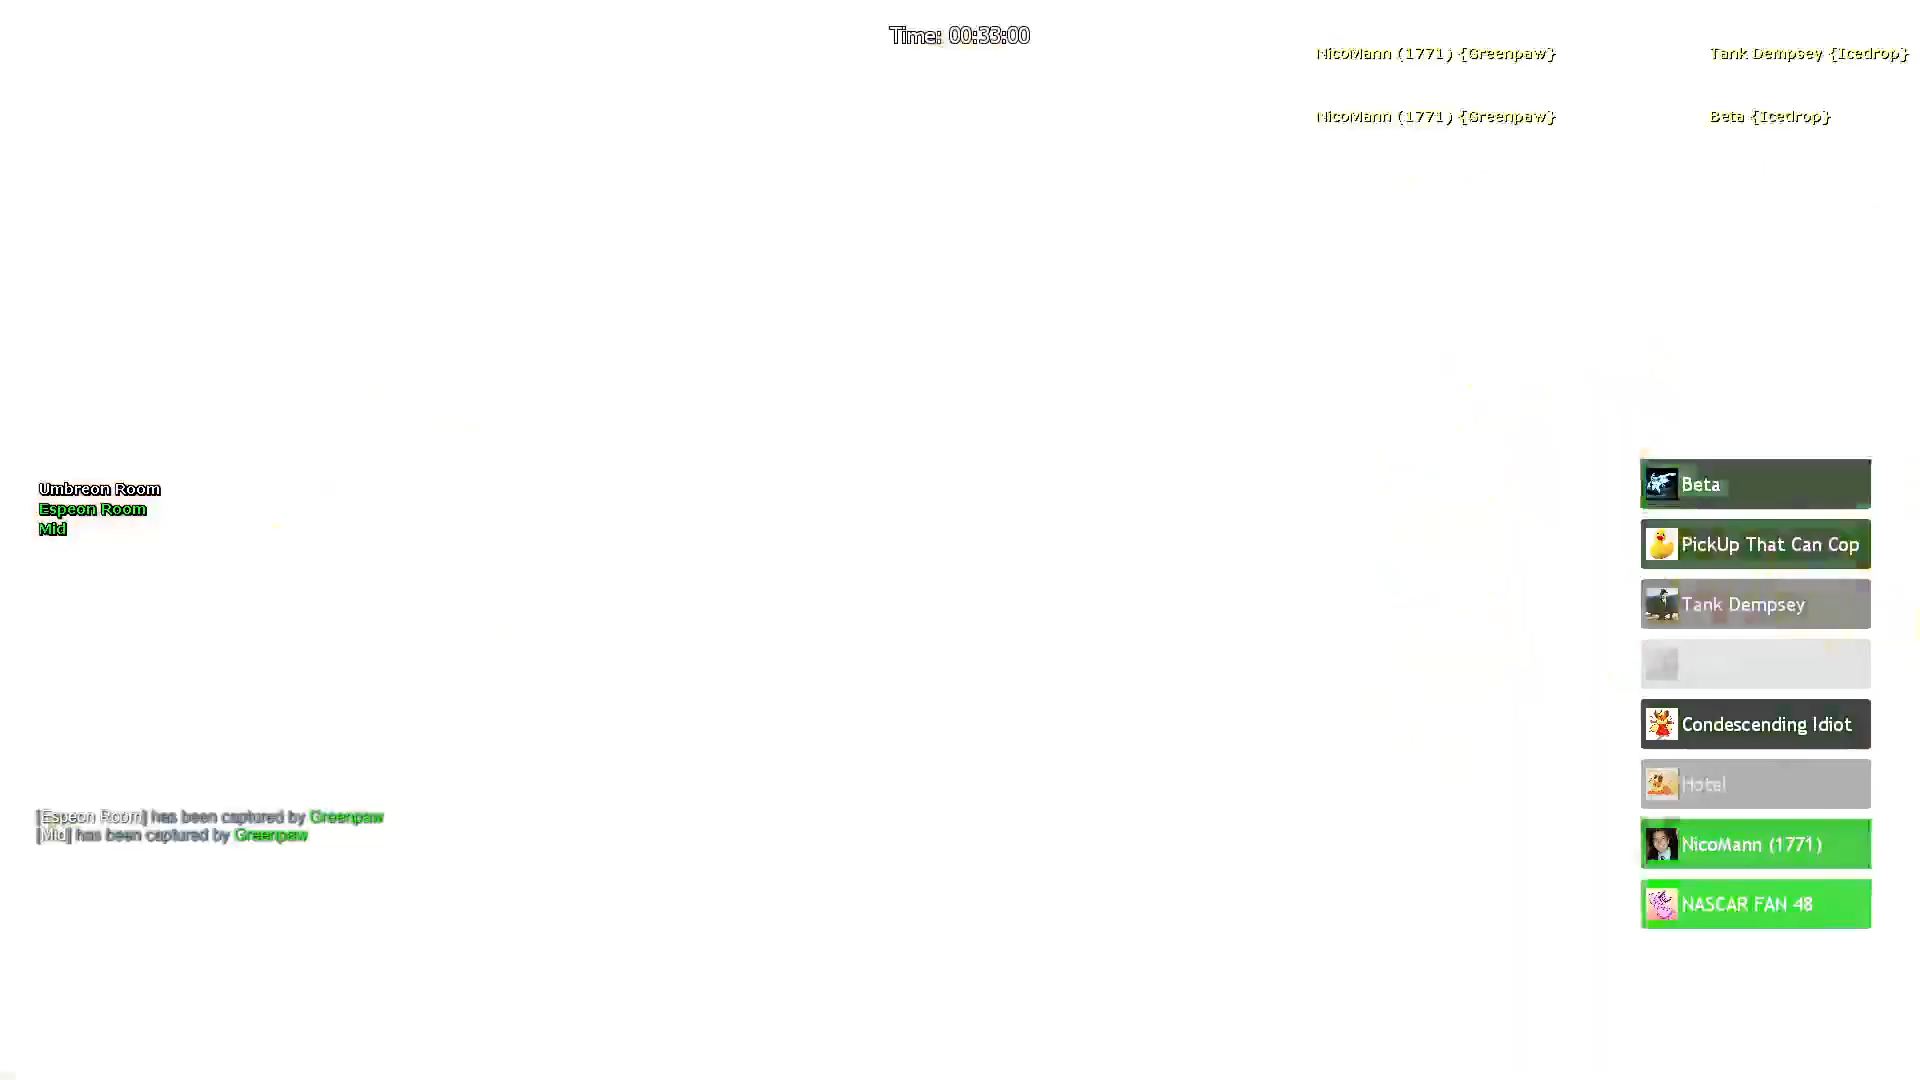 Time: 00:33:00
NicoMann (1771) {Greenpaw} Tank Dempsey {Icedrop}
NicoMann (1771) {Greenpaw} Beta {Icedrop}
Umbreon Room
Espeon Room
Mid
Beta
PickUp That Can Cop
Tank Dempsey
Condescending Idiot
Hotel
NicoMann (1771)
NASCAR FAN 48
[Espeon Room] has been captured by Greenpaw
[Mid] has been captured by Greenpaw